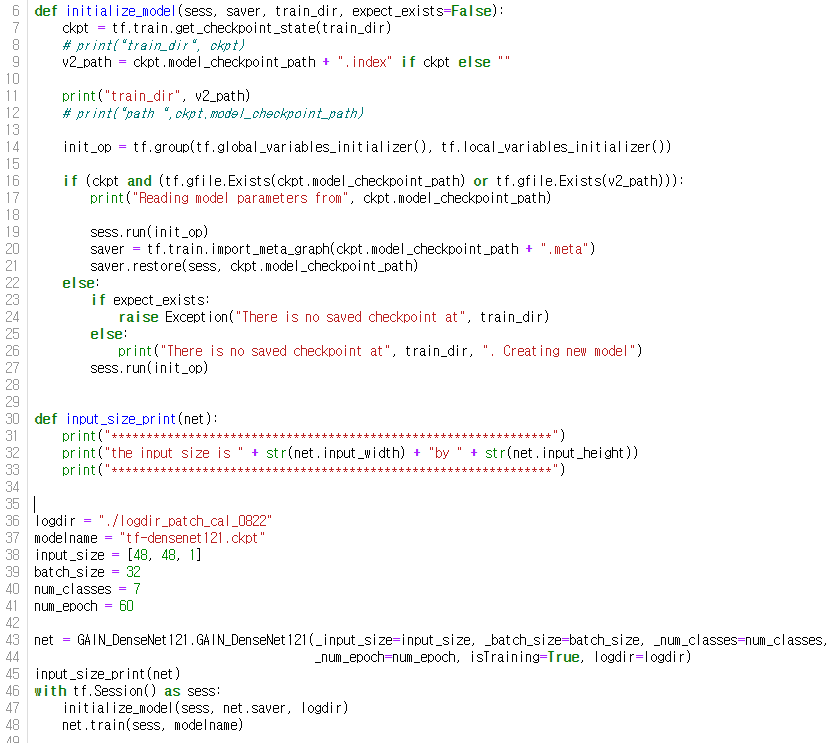 6 def initialize_model(sess, saver, train_dir, expect_exists=False):
7     ckpt = tf.train.get_checkpoint_state(train_dir)
8     # print("train_dir", ckpt)
9     v2_path = ckpt.model_checkpoint_path + ".index" if ckpt else ""
10
11     print("train_dir", v2_path)
12     # print("path ",ckpt.model_checkpoint_path)
13
14     init_op = tf.group(tf.global_variables_initializer(), tf.local_variables_initializer())
15
16     if (ckpt and (tf.gfile.Exists(ckpt.model_checkpoint_path) or tf.gfile.Exists(v2_path))):
17         print("Reading model parameters from", ckpt.model_checkpoint_path)
18
19         sess.run(init_op)
20         saver = tf.train.import_meta_graph(ckpt.model_checkpoint_path + ".meta")
21         saver.restore(sess, ckpt.model_checkpoint_path)
22     else:
23         if expect_exists:
24             raise Exception("There is no saved checkpoint at", train_dir)
25         else:
26             print("There is no saved checkpoint at", train_dir, ". Creating new model")
27         sess.run(init_op)
28
29
30 def input_size_print(net):
31     print("***************************************************************")
32     print("the input size is " + str(net.input_width) + "by " + str(net.input_height))
33     print("***************************************************************")
34
35
36 logdir = "./logdir_patch_cal_0822"
37 modelname = "tf-densenet121.ckpt"
38 input_size = [48, 48, 1]
39 batch_size = 32
40 num_classes = 7
41 num_epoch = 60
42
43 net = GAIN_DenseNet121.GAIN_DenseNet121(_input_size=input_size, _batch_size=batch_size, _num_classes=num_classes,
44                                         _num_epoch=num_epoch, isTraining=True, logdir=logdir)
45 input_size_print(net)
46 with tf.Session() as sess:
47     initialize_model(sess, net.saver, logdir)
48     net.train(sess, modelname)
49